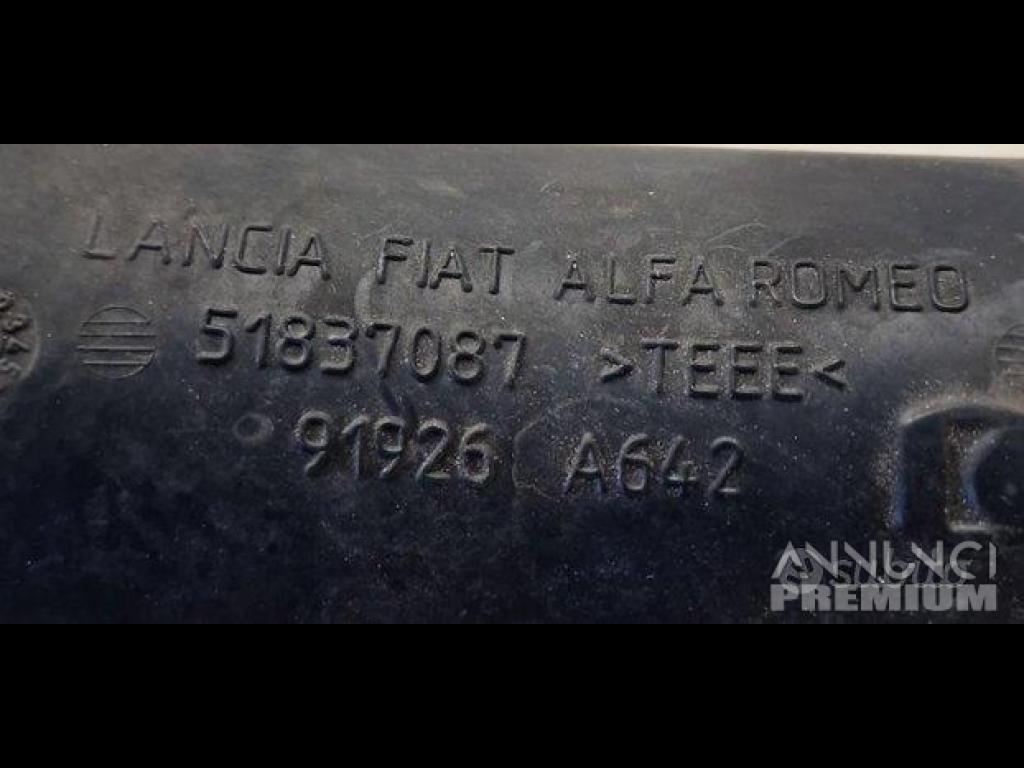 LANCIA FIAT ALFA ROMEO
51837087 >TEEE<
91926 A642
ANNUNCI
PREMIUM